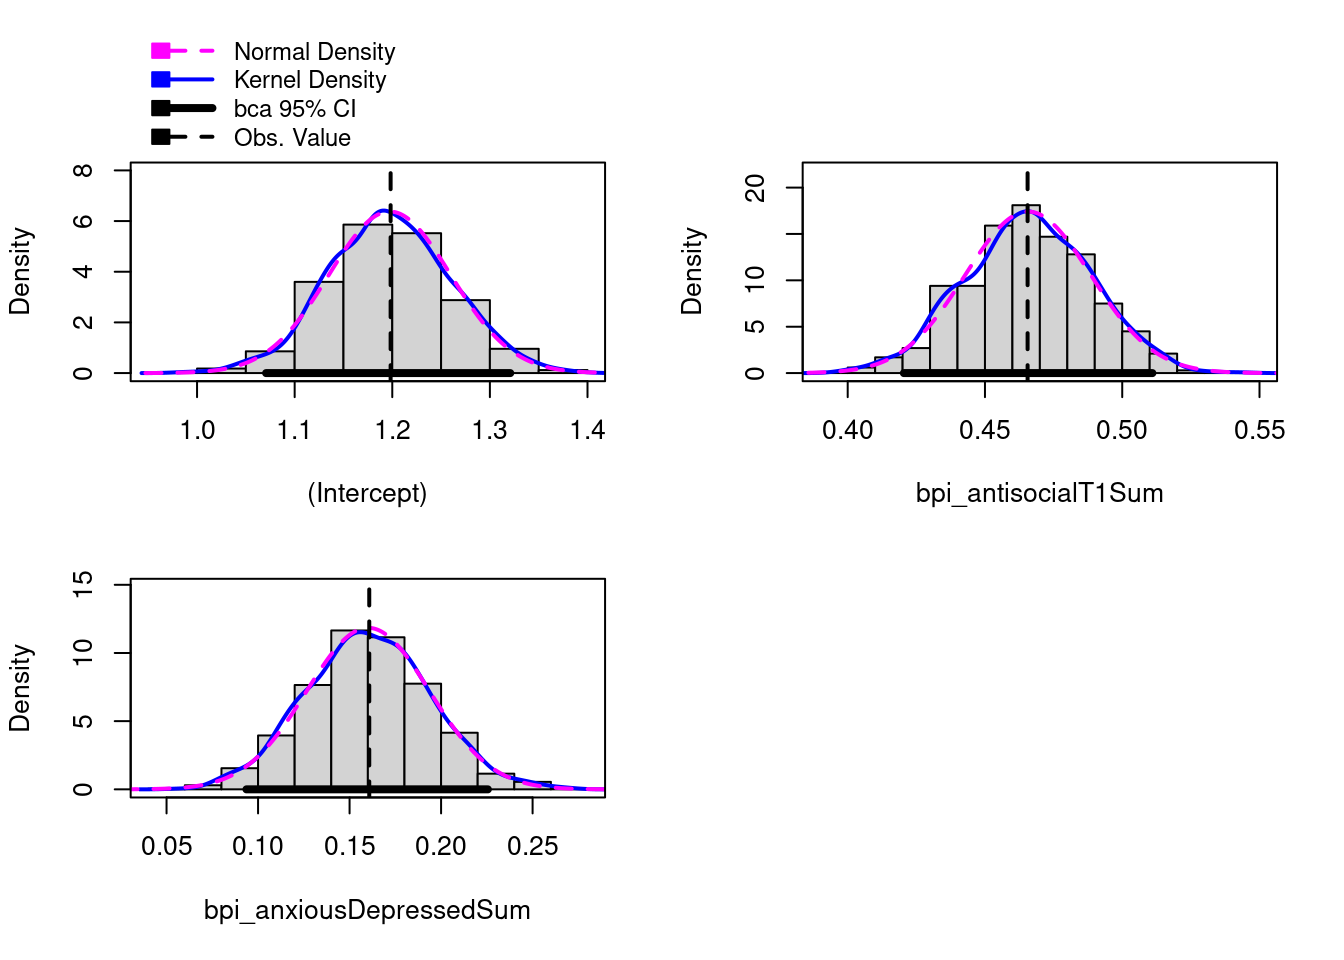 Normal Density
Kernel Density
bca 95% CI
Obs. Value
Density
0 2 4 6 8
1.0 1.1 1.2 1.3 1.4
(Intercept)
Density
0 5 10 20
0.40 0.45 0.50 0.55
bpi_antisocialT1Sum
Density
0 5 10 15
0.05 0.10 0.15 0.20 0.25
bpi_anxiousDepressedSum